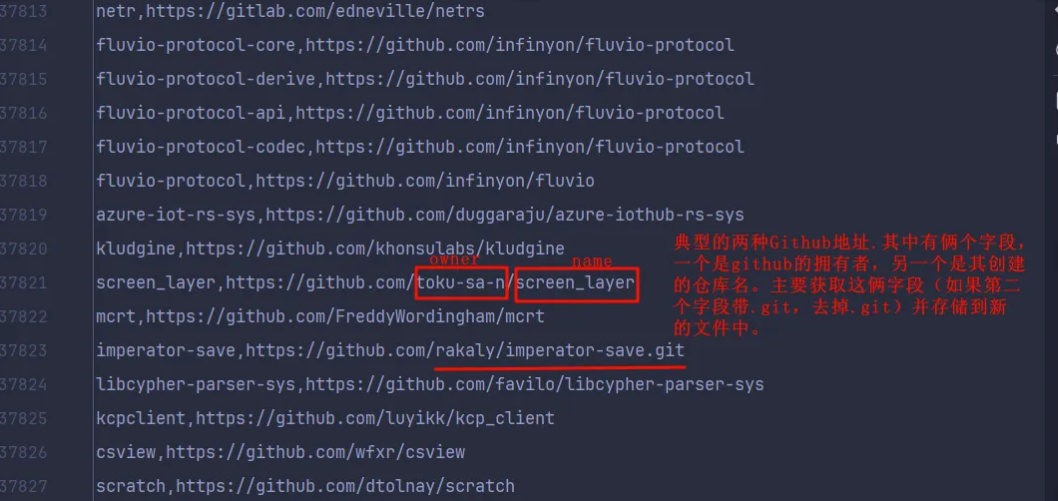 37813 netr,https://gitlab.com/edneville/netrs
37814 fluvio-protocol-core,https://github.com/infinyon/fluvio-protocol
37815 fluvio-protocol-derive,https://github.com/infinyon/fluvio-protocol
37816 fluvio-protocol-api,https://github.com/infinyon/fluvio-protocol
37817 fluvio-protocol-codec,https://github.com/infinyon/fluvio-protocol
37818 fluvio-protocol,https://github.com/infinyon/fluvio
37819 azure-iot-rs-sys,https://github.com/duggaraju/azure-iothub-rs-sys
37820 kludgine,https://github.com/khonsulabs/kludgine
owner name
37821 screen_layer,https://github.com/toku-sa-n/screen_layer
37822 mcrt,https://github.com/FreddyWordingham/mcrt
37823 imperator-save,https://github.com/rakaly/imperator-save.git
37824 libcypher-parser-sys,https://github.com/favilo/libcypher-parser-sys
37825 kcpclient,https://github.com/luyikk/kcp_client
37826 csview,https://github.com/wfxr/csview
37827 scratch,https://github.com/dtolnay/scratch
典型的两种Github地址.其中有俩个字段，
一个是github的拥有者，另一个是其创建
的仓库名。主要获取这俩字段（如果第二
个字段带.git，去掉.git）并存储到新
的文件中。